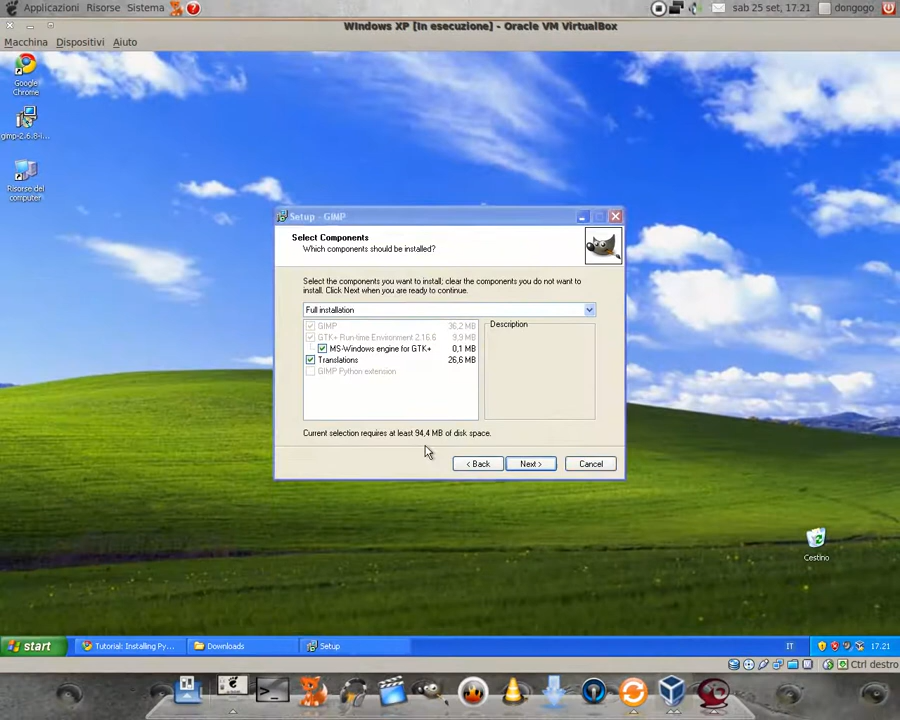 Applicazioni Risorse Sistema sab 25 set, 17.21 dongogo
Windows XP [In esecuzione] - Oracle VM VirtualBox
Macchina Dispositivi Aiuto
Google Chrome
gimp-2.6.8-i...
Risorse del computer
Setup - GIMP
Select Components
Which components should be installed?
Select the components you want to install; clear the components you do not want to
install. Click Next when you are ready to continue.
Full installation
GIMP 36,2 MB
GTK+ Run-time Environment 2.16.6 9,9 MB
MS-Windows engine for GTK+ 0,1 MB
Translations 26,6 MB
GIMP Python extension
Description
Current selection requires at least 94,4 MB of disk space.
< Back Next > Cancel
Cestino
start Tutorial: Installing Py... Downloads Setup IT 17.21
Ctrl destro